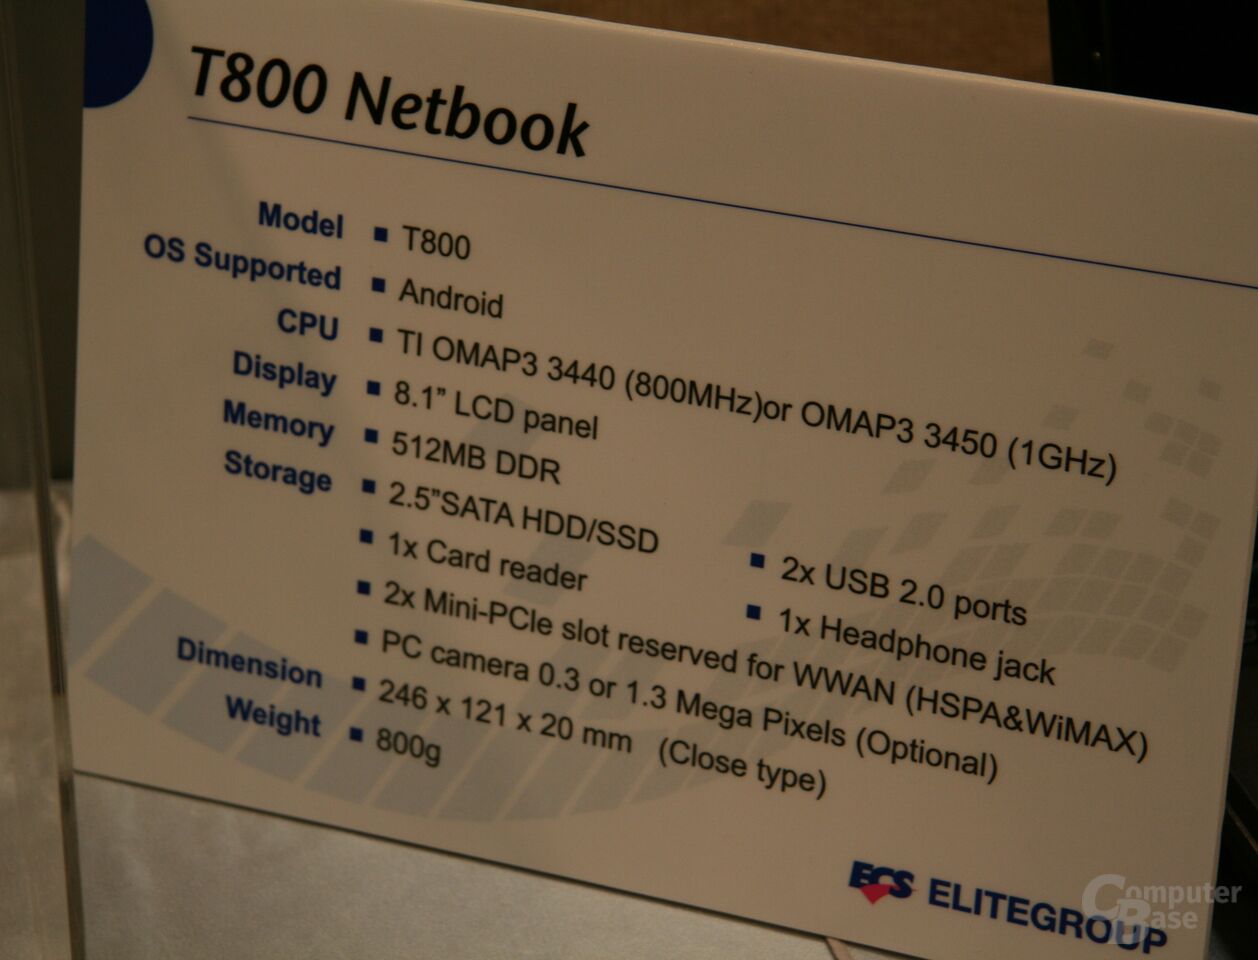 T800 Netbook
Model ▪ T800
OS Supported ▪ Android
CPU ▪ TI OMAP3 3440 (800MHz)or OMAP3 3450 (1GHz)
Display ▪ 8.1” LCD panel
Memory ▪ 512MB DDR
Storage ▪ 2.5”SATA HDD/SSD
▪ 1x Card reader ▪ 2x USB 2.0 ports
▪ 2x Mini-PCIe slot reserved for WWAN (HSPA&WiMAX) ▪ 1x Headphone jack
▪ PC camera 0.3 or 1.3 Mega Pixels (Optional)
Dimension ▪ 246 x 121 x 20 mm (Close type)
Weight ▪ 800g
ECS ELITEGROUP
Computer
Base